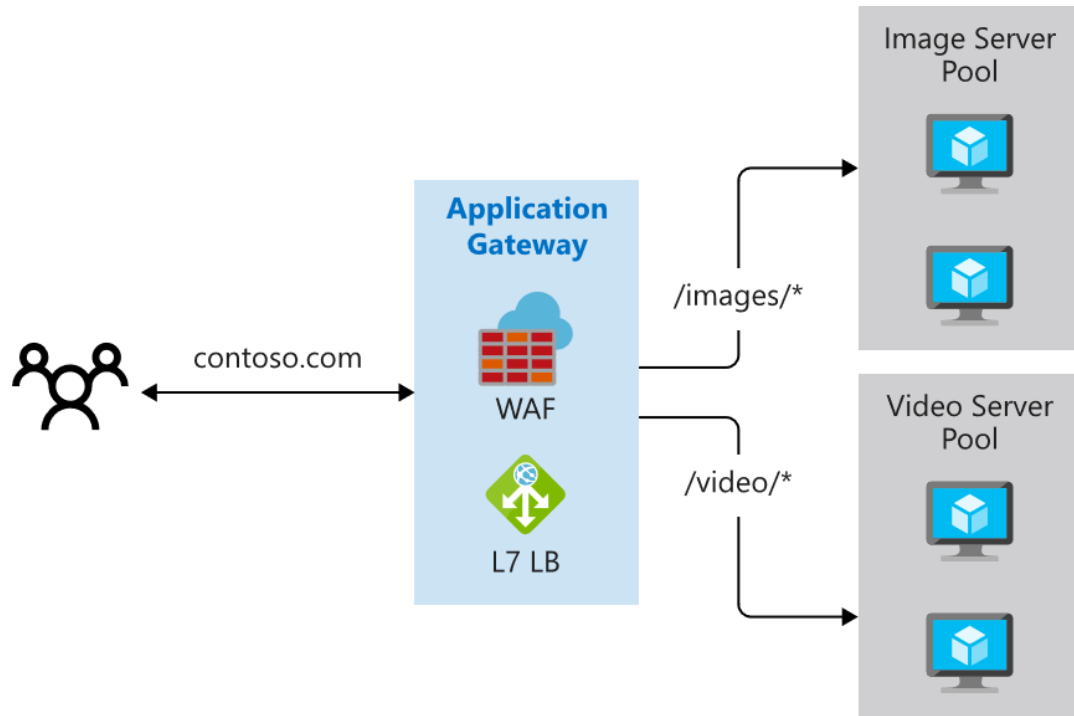 contoso.com
Application
Gateway
WAF
L7 LB
/images/*
/video/*
Image Server
Pool
Video Server
Pool